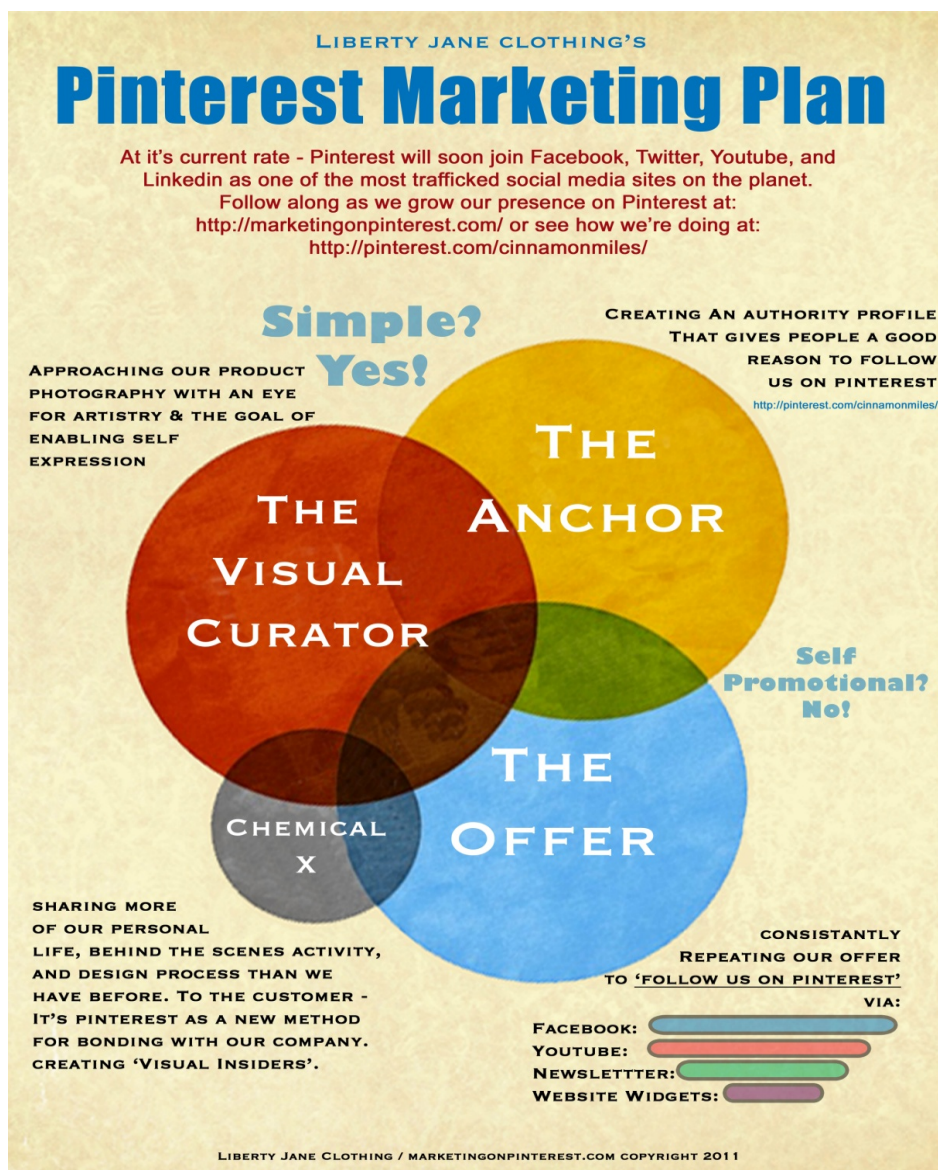 LIBERTY JANE CLOTHING'S
Pinterest Marketing Plan
At it's current rate - Pinterest will soon join Facebook, Twitter, Youtube, and
Linkedin as one of the most trafficked social media sites on the planet.
Follow along as we grow our presence on Pinterest at:
http://marketingonpinterest.com/ or see how we're doing at:
http://pinterest.com/cinnamonmiles/
Simple?
Yes!
CREATING AN AUTHORITY PROFILE
THAT GIVES PEOPLE A GOOD
REASON TO FOLLOW
US ON PINTEREST
http://pinterest.com/cinnamonmiles/
APPROACHING OUR PRODUCT
PHOTOGRAPHY WITH AN EYE
FOR ARTISTRY & THE GOAL OF
ENABLING SELF
EXPRESSION
THE
ANCHOR
THE
VISUAL
CURATOR
Self
Promotional?
No!
THE
OFFER
CHEMICAL
X
SHARING MORE
OF OUR PERSONAL
LIFE, BEHIND THE SCENES ACTIVITY,
AND DESIGN PROCESS THAN WE
HAVE BEFORE. TO THE CUSTOMER -
IT'S PINTEREST AS A NEW METHOD
FOR BONDING WITH OUR COMPANY.
CREATING 'VISUAL INSIDERS'.
CONSISTANTLY
REPEATING OUR OFFER
TO 'FOLLOW US ON PINTEREST'
VIA:
FACEBOOK:
YOUTUBE:
NEWSLETTTER:
WEBSITE WIDGETS:
LIBERTY JANE CLOTHING / MARKETINGONPINTEREST.COM COPYRIGHT 2011